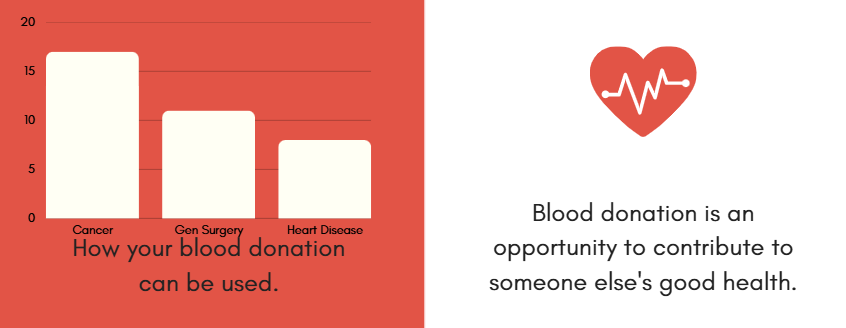 20
15
10
5
0
Cancer Gen Surgery Heart Disease
How your blood donation
can be used.
Blood donation is an
opportunity to contribute to
someone else's good health.